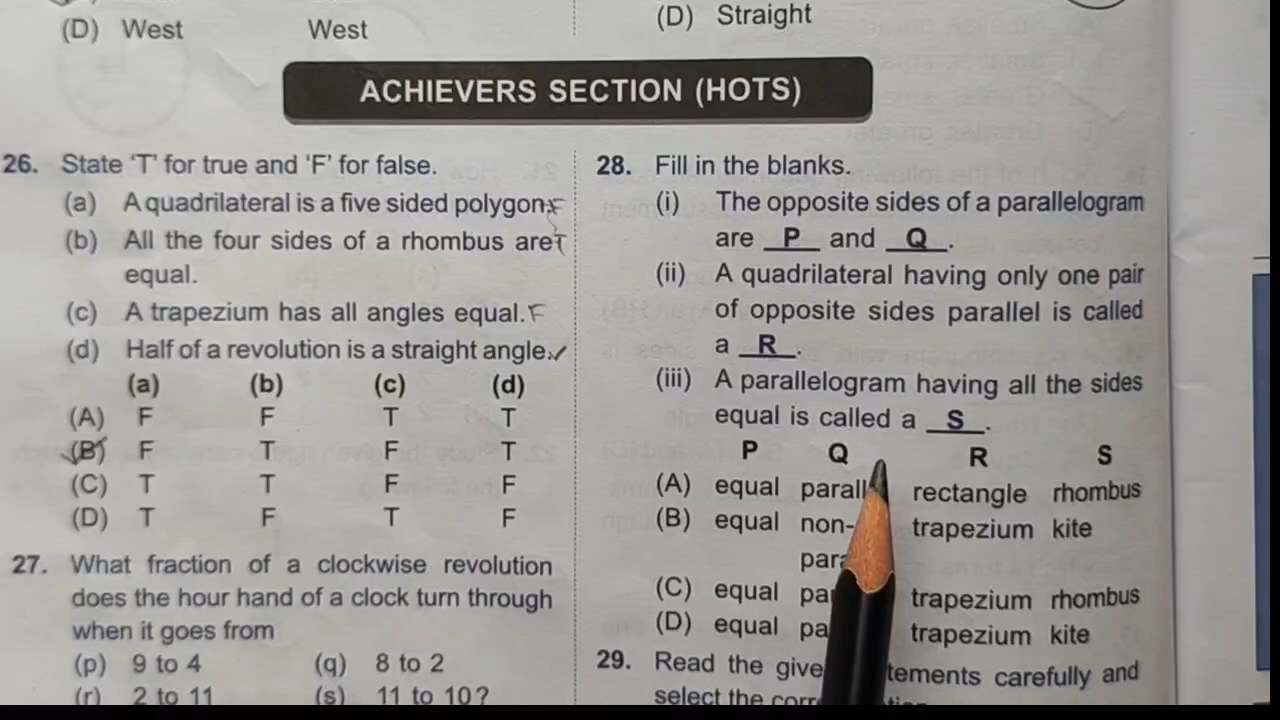 (D) West West
ACHIEVERS SECTION (HOTS)
26. State 'T' for true and 'F' for false.
(a) A quadrilateral is a five sided polygon. F
(b) All the four sides of a rhombus are T
equal.
(c) A trapezium has all angles equal. F
(d) Half of a revolution is a straight angle.
(a) (b) (c) (d)
(A) F F T T
(B) F T F T
(C) T T F F
(D) T F T F
27. What fraction of a clockwise revolution
does the hour hand of a clock turn through
when it goes from
(p) 9 to 4 (q) 8 to 2
(r) 2 to 11 (s) 11 to 10?
(D) Straight
28. Fill in the blanks.
(i) The opposite sides of a parallelogram
are P and Q.
(ii) A quadrilateral having only one pair
of opposite sides parallel is called
a R.
(iii) A parallelogram having all the sides
equal is called a S.
P Q R S
(A) equal rectangle rhombus
(B) equal non- trapezium kite
(C) equal trapezium rhombus
(D) equal trapezium kite
29. Read the carefully and
select the